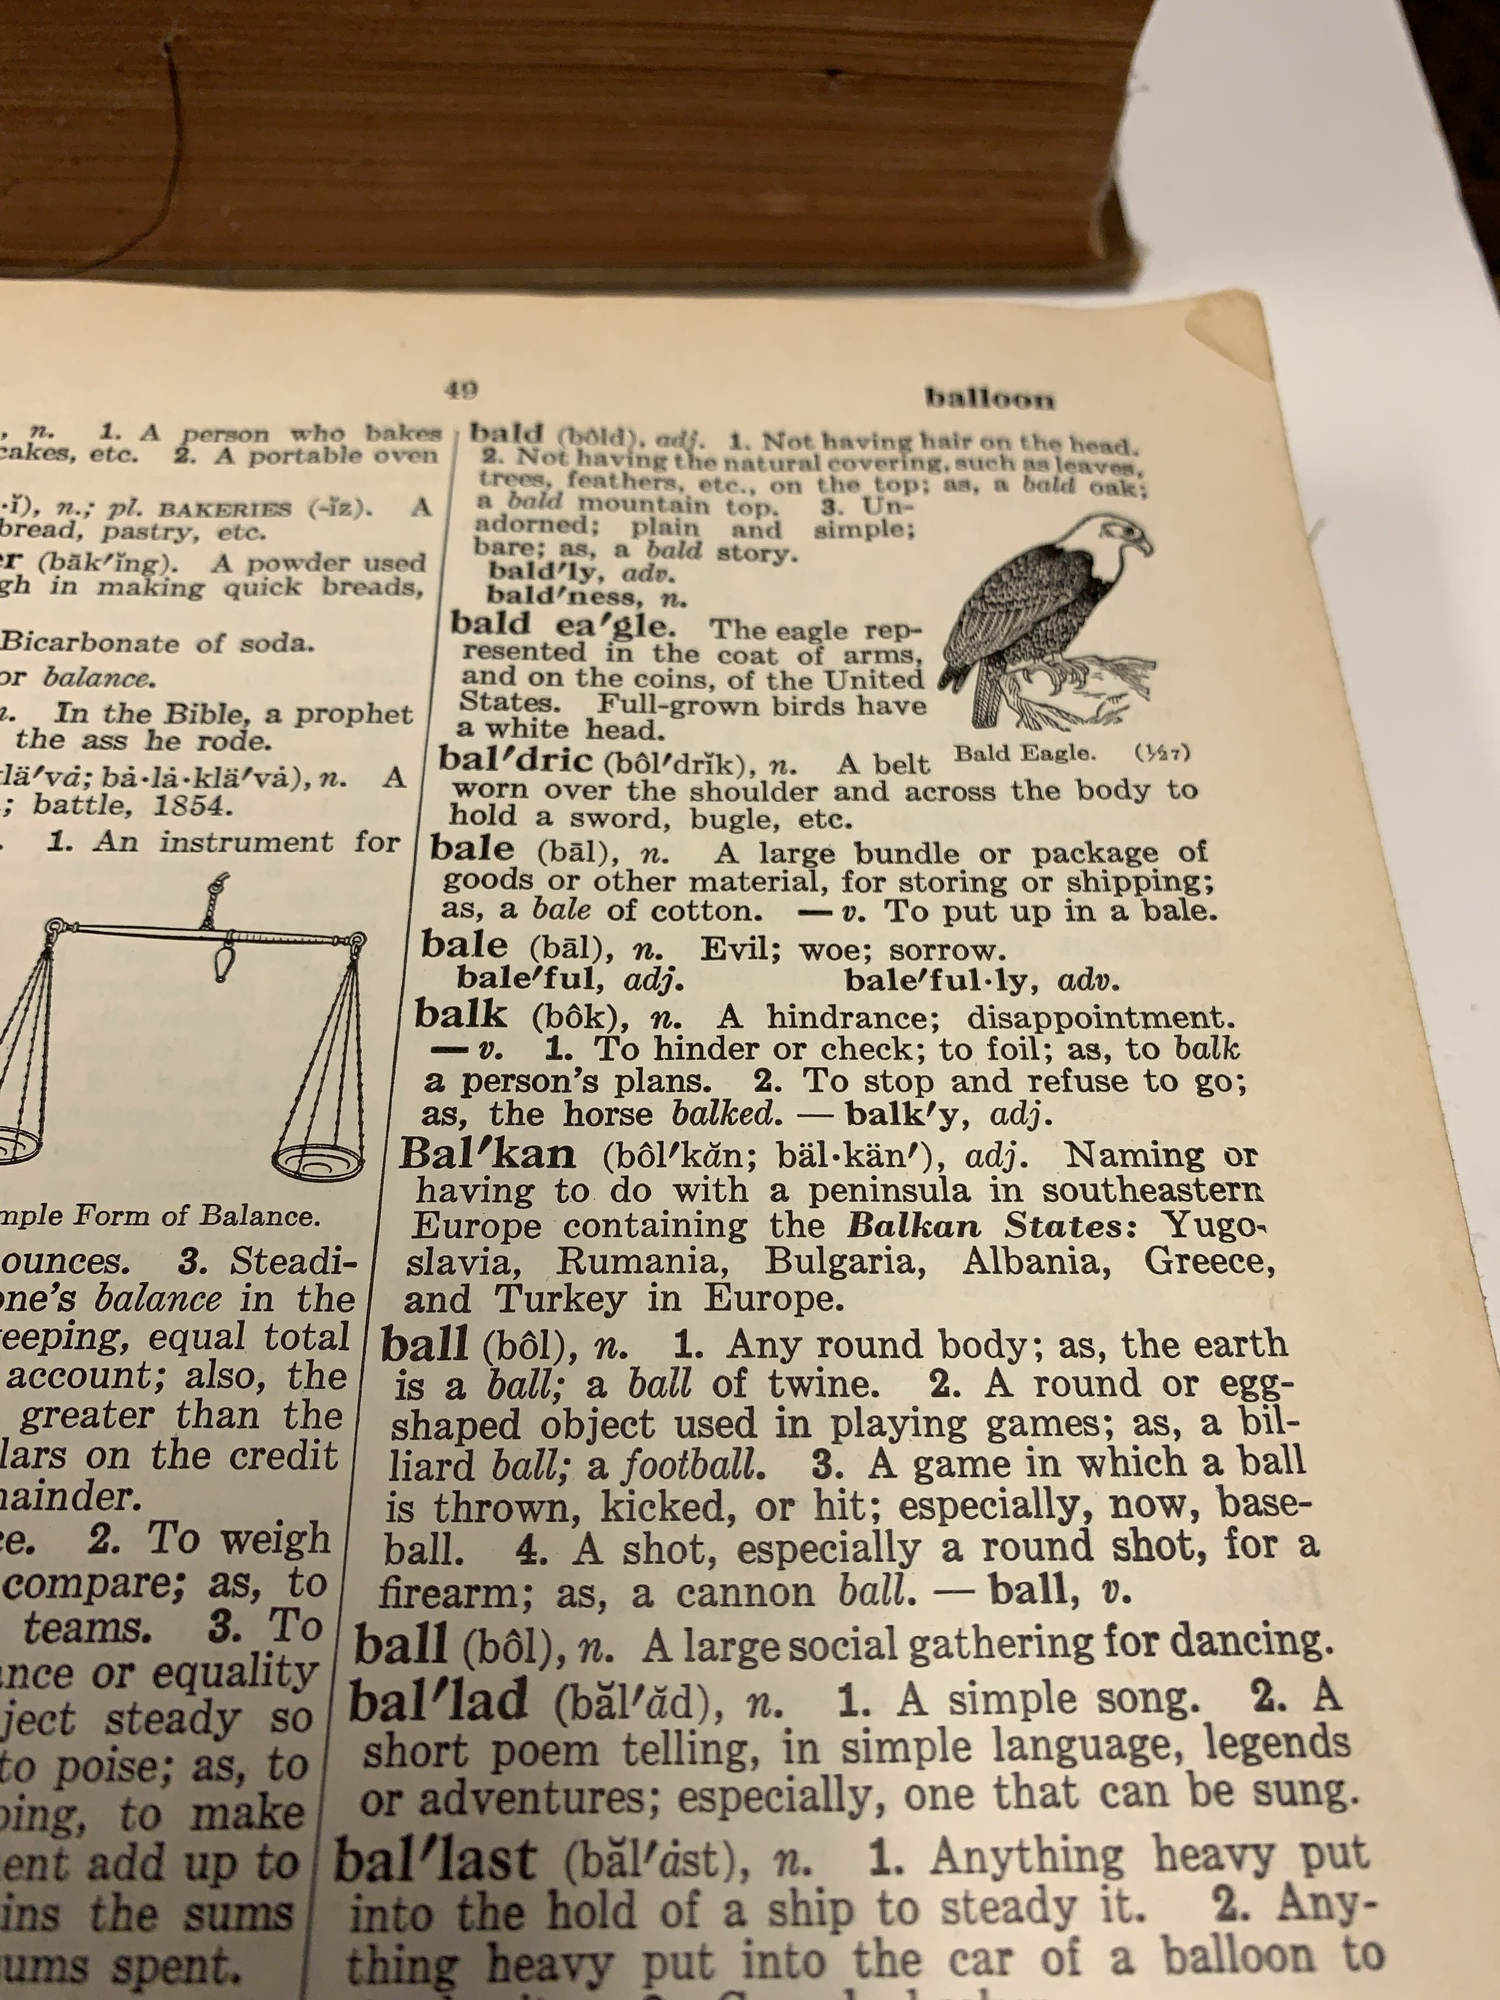 49
balloon
, n. 1. A person who bakes
cakes, etc. 2. A portable oven
·ĭ), n.; pl. BAKERIES (-ĭz). A
bread, pastry, etc.
er (bāk′ĭng). A powder used
gh in making quick breads,
Bicarbonate of soda.
or balance.
n. In the Bible, a prophet
the ass he rode.
klä′vȧ; bȧ·lȧ·klä′vȧ), n. A
; battle, 1854.
. 1. An instrument for
mple Form of Balance.
ounces. 3. Steadi-
one's balance in the
keeping, equal total
account; also, the
greater than the
llars on the credit
mainder.
ce. 2. To weigh
compare; as, to
teams. 3. To
ance or equality
ject steady so
to poise; as, to
ping, to make
ent add up to
ins the sums
sums spent.
bald (bôld), adj. 1. Not having hair on the head.
2. Not having the natural covering, such as leaves,
trees, feathers, etc., on the top; as, a bald oak;
a bald mountain top. 3. Un-
adorned; plain and simple;
bare; as, a bald story.
bald′ly, adv.
bald′ness, n.
bald ea′gle. The eagle rep-
resented in the coat of arms,
and on the coins, of the United
States. Full-grown birds have
a white head.
Bald Eagle. (1⁄27)
bal′dric (bôl′drĭk), n. A belt
worn over the shoulder and across the body to
hold a sword, bugle, etc.
bale (bāl), n. A large bundle or package of
goods or other material, for storing or shipping;
as, a bale of cotton. — v. To put up in a bale.
bale (bāl), n. Evil; woe; sorrow.
bale′ful, adj. bale′ful·ly, adv.
balk (bôk), n. A hindrance; disappointment.
— v. 1. To hinder or check; to foil; as, to balk
a person's plans. 2. To stop and refuse to go;
as, the horse balked. — balk′y, adj.
Bal′kan (bôl′kăn; bäl·kän′), adj. Naming or
having to do with a peninsula in southeastern
Europe containing the Balkan States: Yugo-
slavia, Rumania, Bulgaria, Albania, Greece,
and Turkey in Europe.
ball (bôl), n. 1. Any round body; as, the earth
is a ball; a ball of twine. 2. A round or egg-
shaped object used in playing games; as, a bil-
liard ball; a football. 3. A game in which a ball
is thrown, kicked, or hit; especially, now, base-
ball. 4. A shot, especially a round shot, for a
firearm; as, a cannon ball. — ball, v.
ball (bôl), n. A large social gathering for dancing.
bal′lad (băl′ăd), n. 1. A simple song. 2. A
short poem telling, in simple language, legends
or adventures; especially, one that can be sung.
bal′last (băl′ȧst), n. 1. Anything heavy put
into the hold of a ship to steady it. 2. Any-
thing heavy put into the car of a balloon to